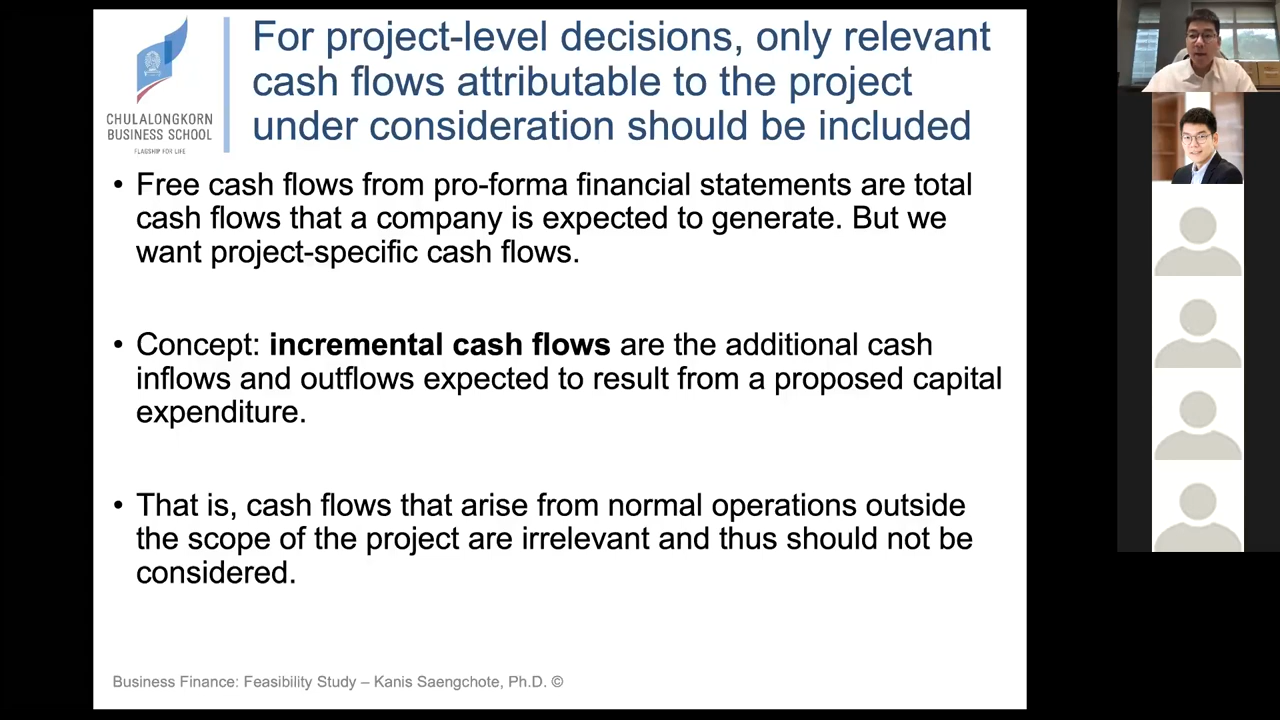 For project-level decisions, only relevant
cash flows attributable to the project
under consideration should be included
CHULALONGKORN
BUSINESS SCHOOL
FLAGSHIP FOR LIFE
• Free cash flows from pro-forma financial statements are total
cash flows that a company is expected to generate. But we
want project-specific cash flows.
• Concept: incremental cash flows are the additional cash
inflows and outflows expected to result from a proposed capital
expenditure.
• That is, cash flows that arise from normal operations outside
the scope of the project are irrelevant and thus should not be
considered.
Business Finance: Feasibility Study – Kanis Saengchote, Ph.D. ©